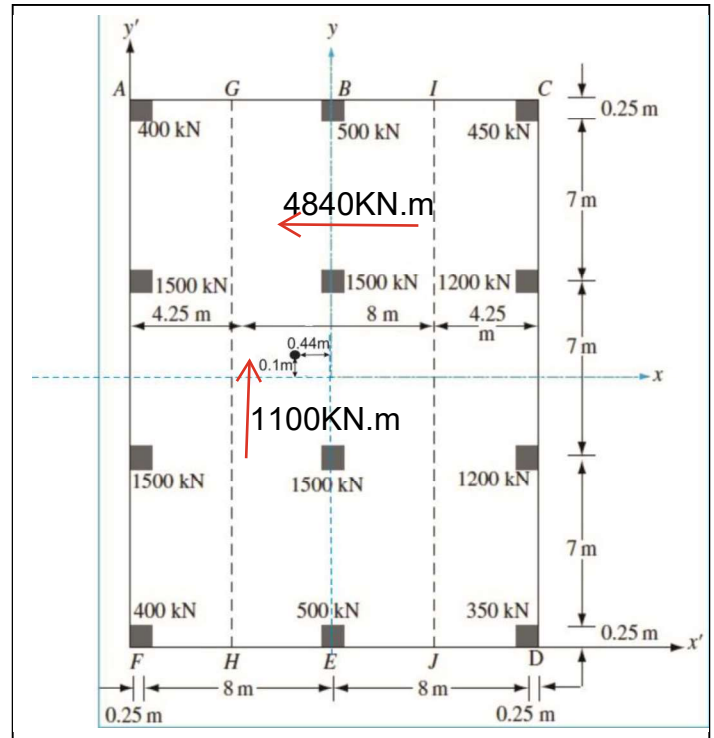 y′ y
A G B I C
0.25 m
400 kN 500 kN 450 kN
7 m
4840KN.m
1500 kN 1500 kN 1200 kN
4.25 m 8 m 4.25
m
0.44m
7 m
0.1m
x
1100KN.m
1500 kN 1500 kN 1200 kN
7 m
400 kN 500 kN 350 kN
0.25 m
x′
F H E J D
8 m 8 m
0.25 m 0.25 m